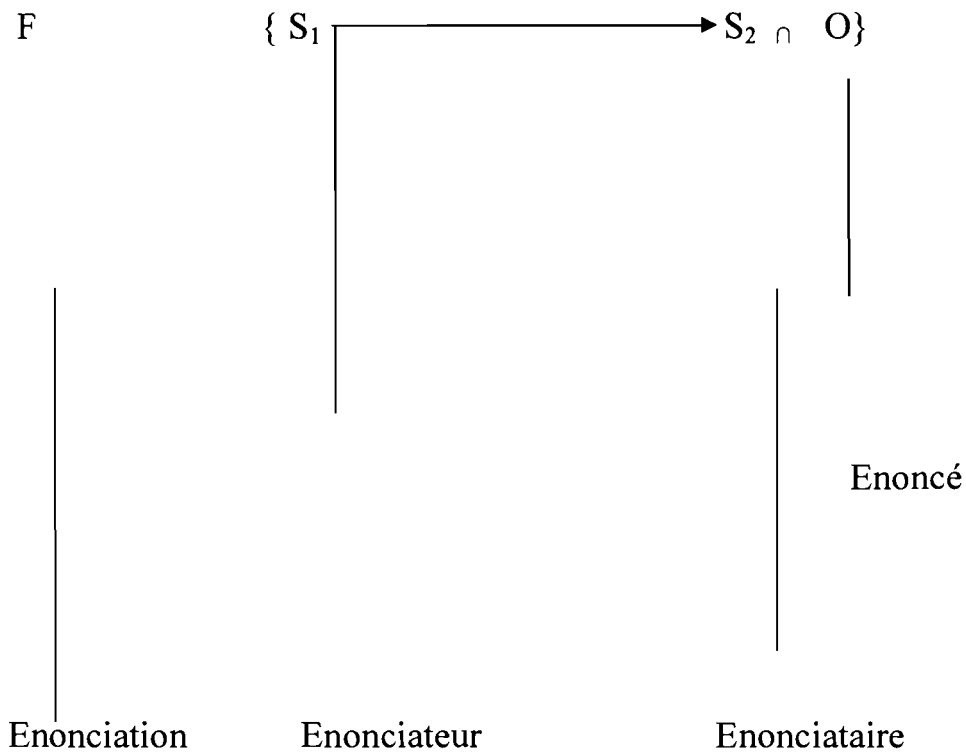 F { S₁ S₂ ∩ O}
Enoncé
Enonciation Enonciateur Enonciataire